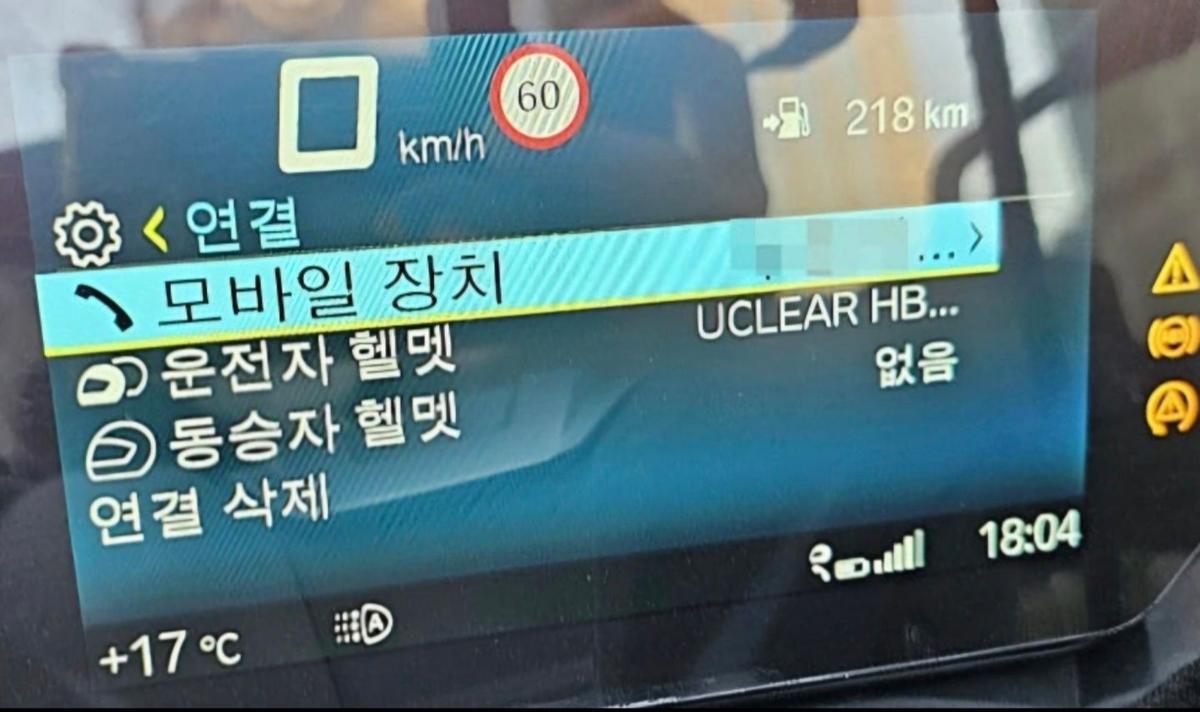 0 km/h 60 218 km
연결
모바일 장치 ...
운전자 헬멧 UCLEAR HB...
동승자 헬멧 없음
연결 삭제
18:04
+17 °C A